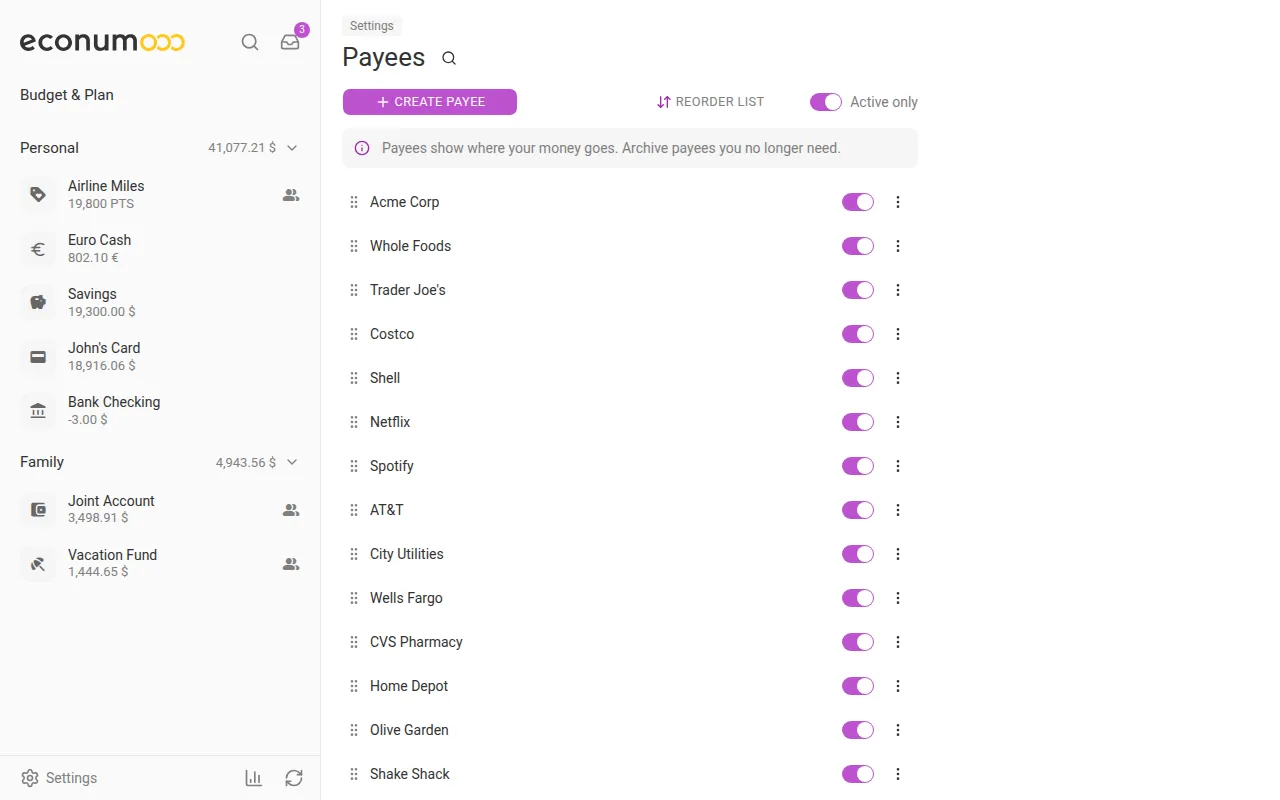 econumo
3
Budget & Plan
Personal 41,077.21 $
Airline Miles
19,800 PTS
Euro Cash
802.10 €
Savings
19,300.00 $
John's Card
18,916.06 $
Bank Checking
-3.00 $
Family 4,943.56 $
Joint Account
3,498.91 $
Vacation Fund
1,444.65 $
Settings
Settings
Payees
CREATE PAYEE
REORDER LIST
Active only
Payees show where your money goes. Archive payees you no longer need.
Acme Corp
Whole Foods
Trader Joe's
Costco
Shell
Netflix
Spotify
AT&T
City Utilities
Wells Fargo
CVS Pharmacy
Home Depot
Olive Garden
Shake Shack